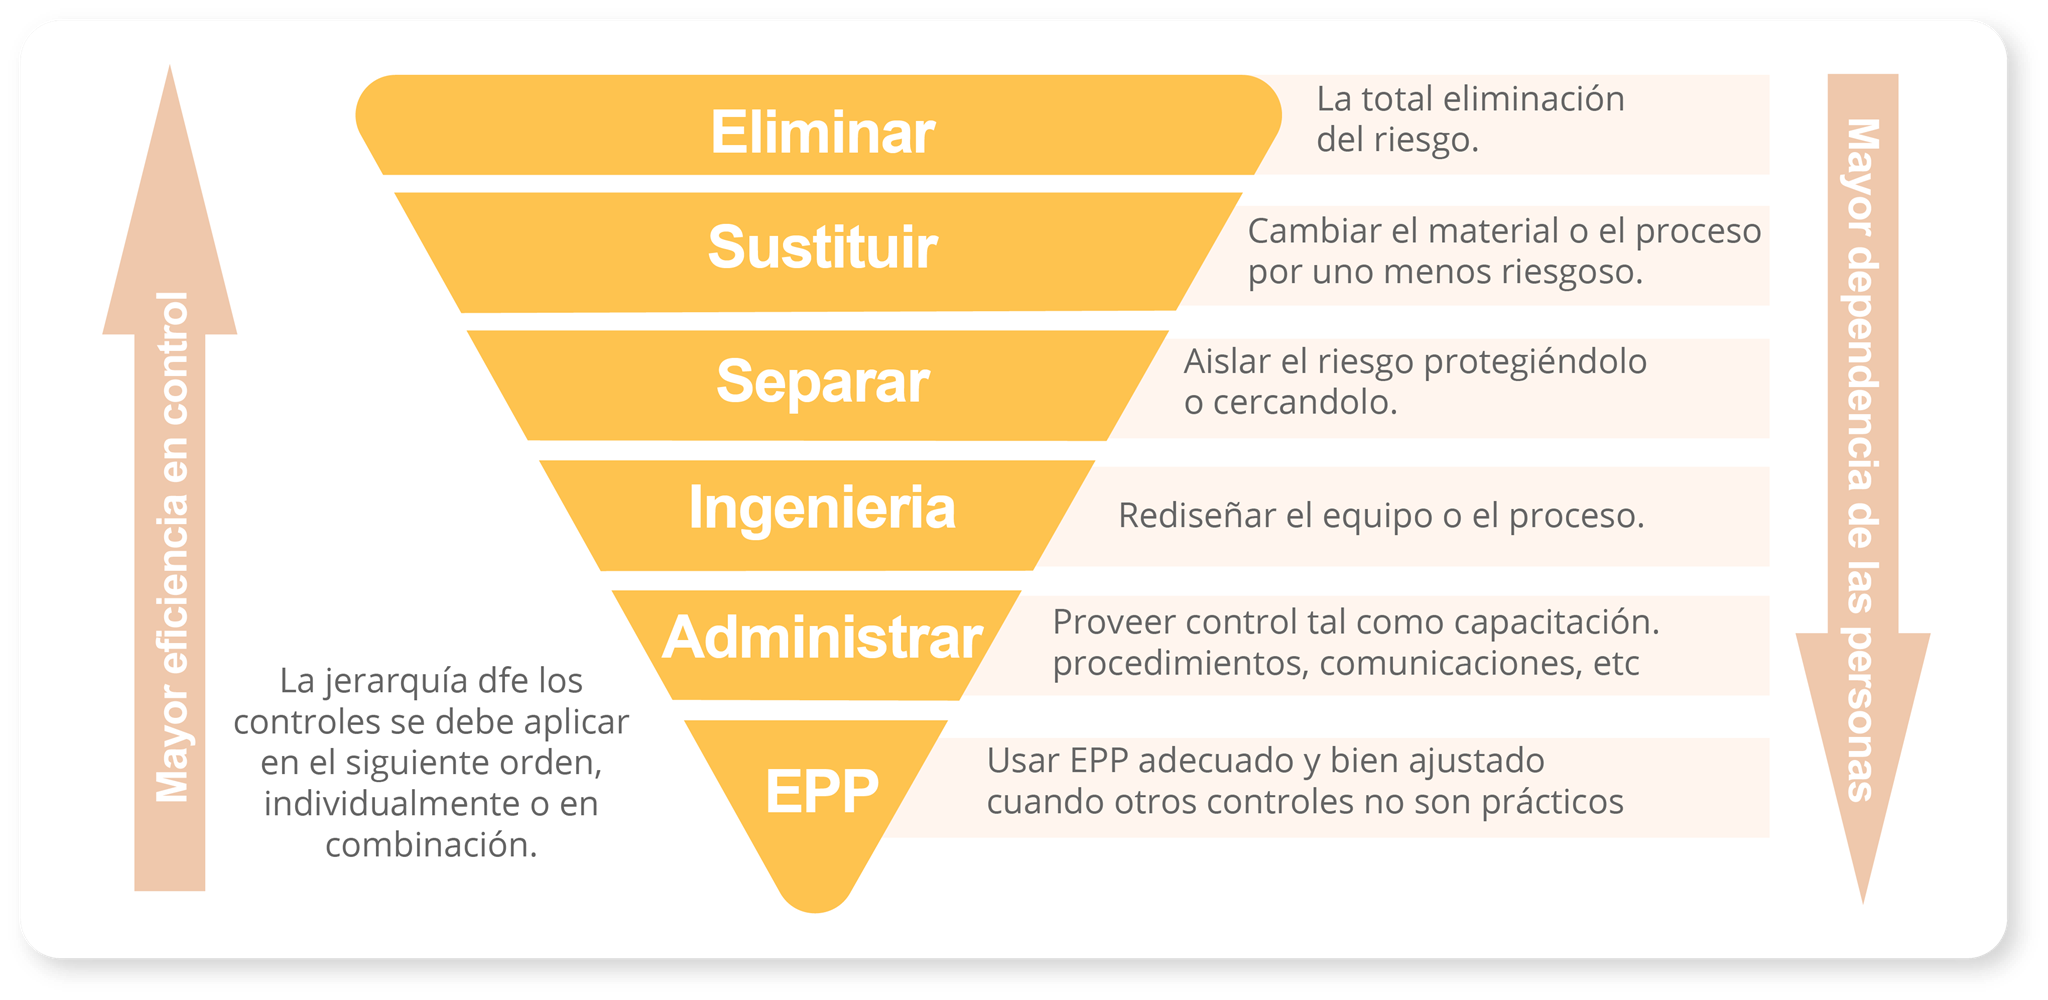 Mayor eficiencia en control
Eliminar
La total eliminación
del riesgo.
Sustituir
Cambiar el material o el proceso
por uno menos riesgoso.
Separar
Aislar el riesgo protegiéndolo
o cercandolo.
Ingenieria
Rediseñar el equipo o el proceso.
Administrar
Proveer control tal como capacitación.
procedimientos, comunicaciones, etc
EPP
Usar EPP adecuado y bien ajustado
cuando otros controles no son prácticos
La jerarquía dfe los
controles se debe aplicar
en el siguiente orden,
individualmente o en
combinación.
Mayor dependencia de las personas